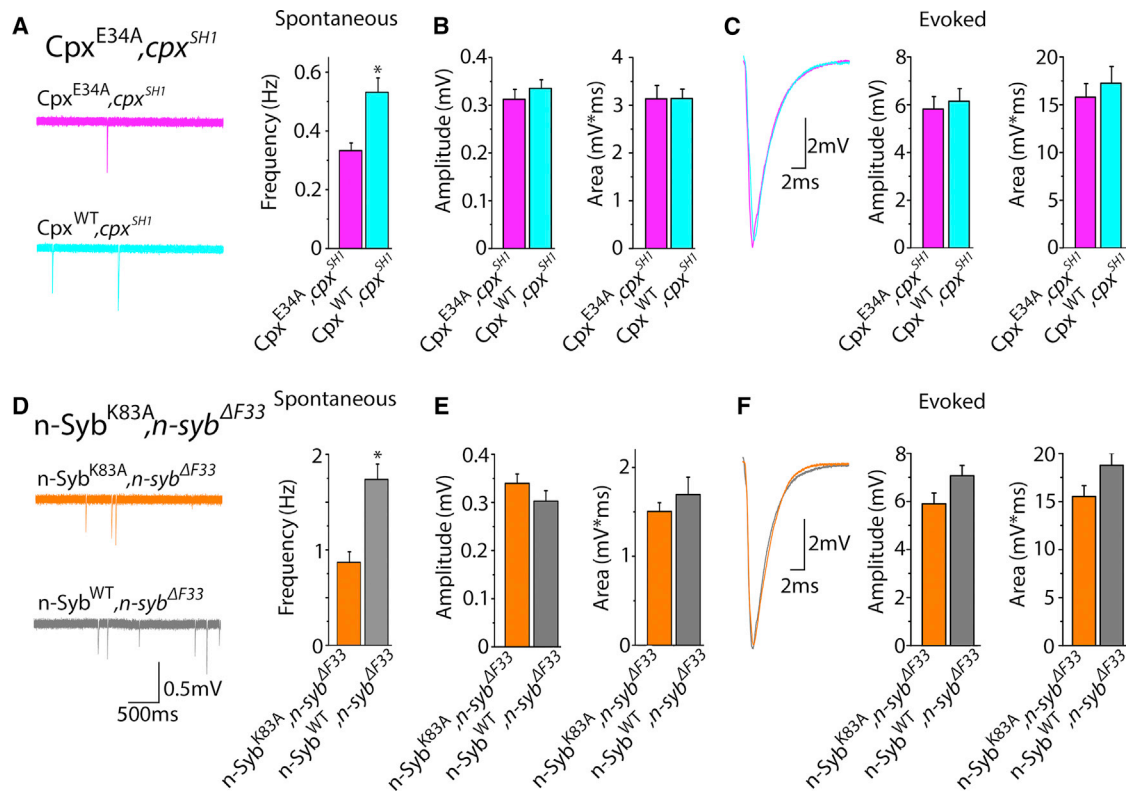 A
Cpx^E34A,cpx^SH1
Cpx^E34A,cpx^SH1
Cpx^WT,cpx^SH1
Spontaneous
Frequency (Hz)
0.6
0.4
0.2
0
*
Cpx^E34A,cpx^SH1
Cpx^WT,cpx^SH1
B
Amplitude (mV)
0.4
0.3
0.2
0.1
0
Cpx^E34A,cpx^SH1
Cpx^WT,cpx^SH1
Area (mV*ms)
4
3
2
1
0
Cpx^E34A,cpx^SH1
Cpx^WT,cpx^SH1
C
Evoked
2mV
2ms
Amplitude (mV)
8
6
4
2
0
Cpx^E34A,cpx^SH1
Cpx^WT,cpx^SH1
Area (mV*ms)
20
15
10
5
0
Cpx^E34A,cpx^SH1
Cpx^WT,cpx^SH1
D
n-Syb^K83A,n-syb^ΔF33
n-Syb^K83A,n-syb^ΔF33
n-Syb^WT,n-syb^ΔF33
0.5mV
500ms
Spontaneous
Frequency (Hz)
2
1
0
*
n-Syb^K83A,n-syb^ΔF33
n-Syb^WT,n-syb^ΔF33
E
Amplitude (mV)
0.4
0.3
0.2
0.1
0
n-Syb^K83A,n-syb^ΔF33
n-Syb^WT,n-syb^ΔF33
Area (mV*ms)
2
1
0
n-Syb^K83A,n-syb^ΔF33
n-Syb^WT,n-syb^ΔF33
F
Evoked
2mV
2ms
Amplitude (mV)
8
6
4
2
0
n-Syb^K83A,n-syb^ΔF33
n-Syb^WT,n-syb^ΔF33
Area (mV*ms)
20
15
10
5
0
n-Syb^K83A,n-syb^ΔF33
n-Syb^WT,n-syb^ΔF33